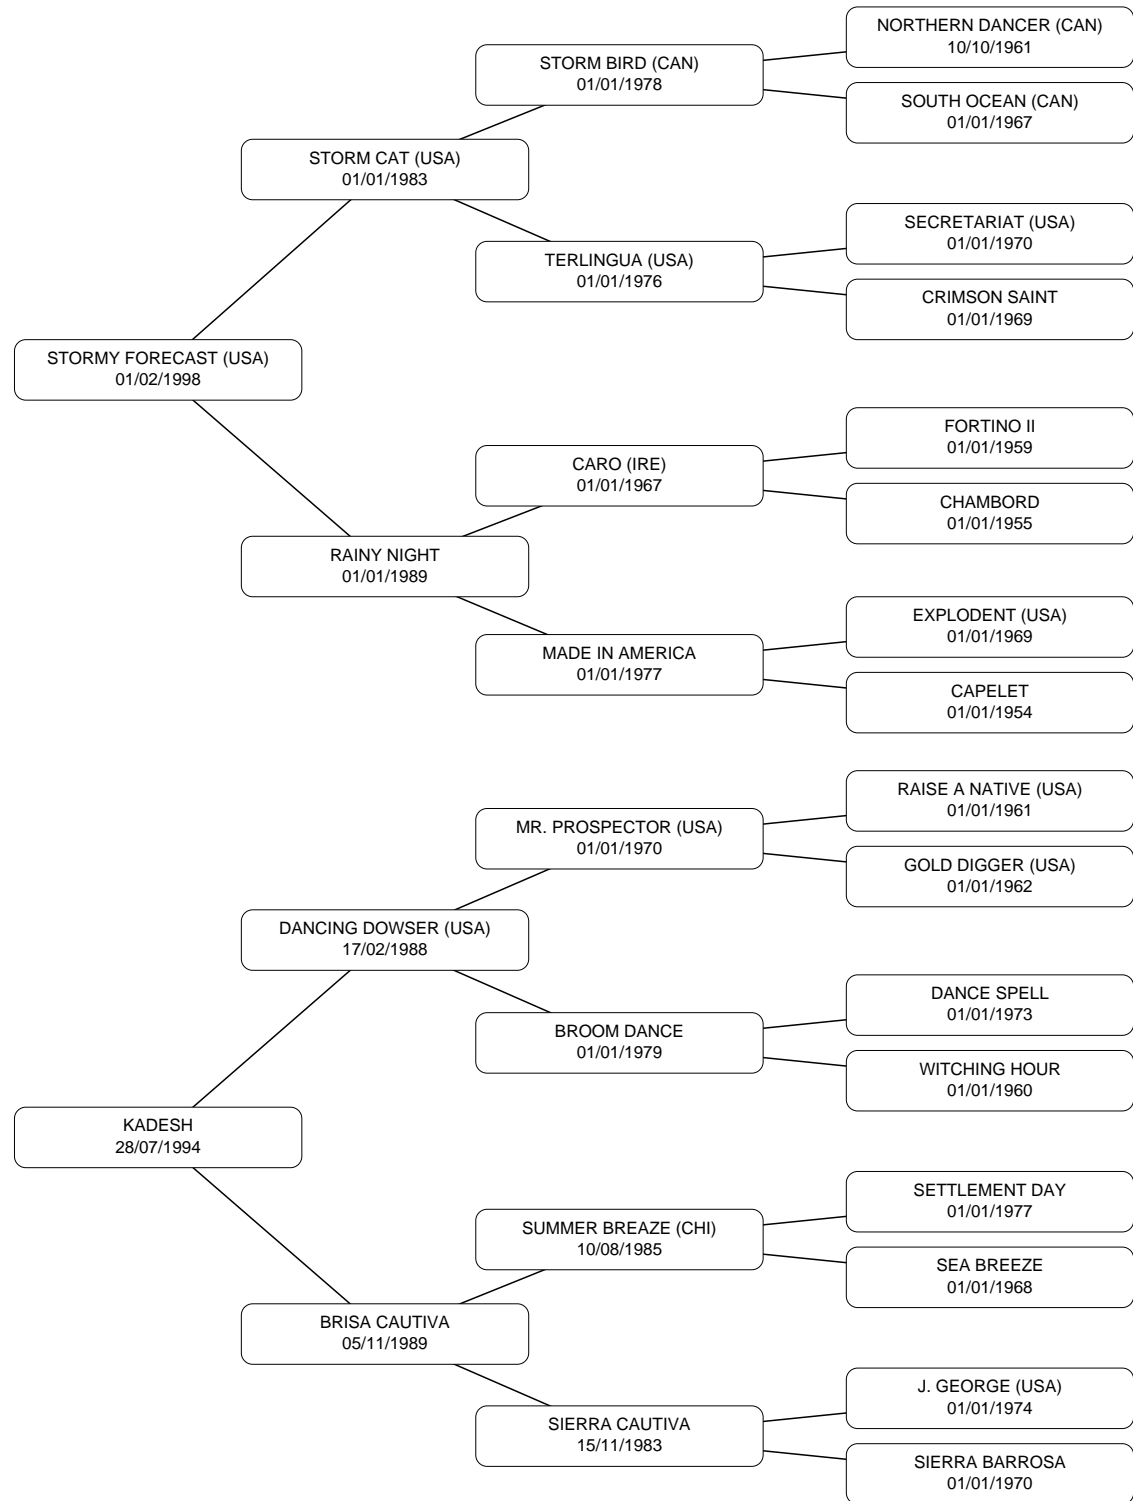 NORTHERN DANCER (CAN)
10/10/1961
STORM BIRD (CAN)
01/01/1978
SOUTH OCEAN (CAN)
01/01/1967
STORM CAT (USA)
01/01/1983
SECRETARIAT (USA)
01/01/1970
TERLINGUA (USA)
01/01/1976
CRIMSON SAINT
01/01/1969
STORMY FORECAST (USA)
01/02/1998
FORTINO II
01/01/1959
CARO (IRE)
01/01/1967
CHAMBORD
01/01/1955
RAINY NIGHT
01/01/1989
EXPLODENT (USA)
01/01/1969
MADE IN AMERICA
01/01/1977
CAPELET
01/01/1954
RAISE A NATIVE (USA)
01/01/1961
MR. PROSPECTOR (USA)
01/01/1970
GOLD DIGGER (USA)
01/01/1962
DANCING DOWSER (USA)
17/02/1988
DANCE SPELL
01/01/1973
BROOM DANCE
01/01/1979
WITCHING HOUR
01/01/1960
KADESH
28/07/1994
SETTLEMENT DAY
01/01/1977
SUMMER BREAZE (CHI)
10/08/1985
SEA BREEZE
01/01/1968
BRISA CAUTIVA
05/11/1989
J. GEORGE (USA)
01/01/1974
SIERRA CAUTIVA
15/11/1983
SIERRA BARROSA
01/01/1970